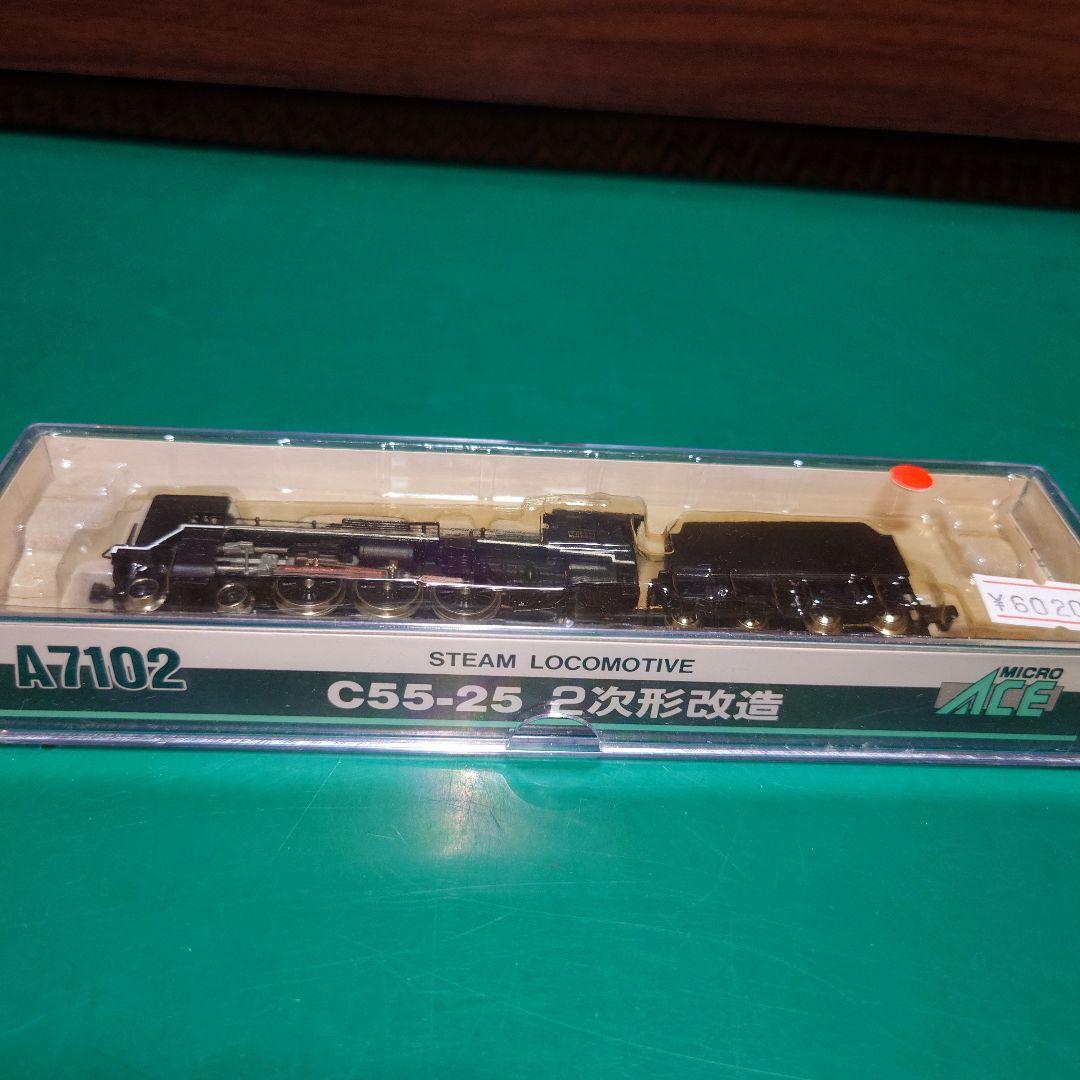 ¥6020
A7102
STEAM LOCOMOTIVE
C55-25 2次形改造
MICRO
ACE